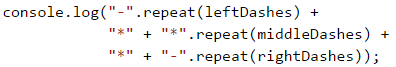 console.log("-".repeat(leftDashes) +
"*" + "*".repeat(middleDashes) +
"*" + "-".repeat(rightDashes));